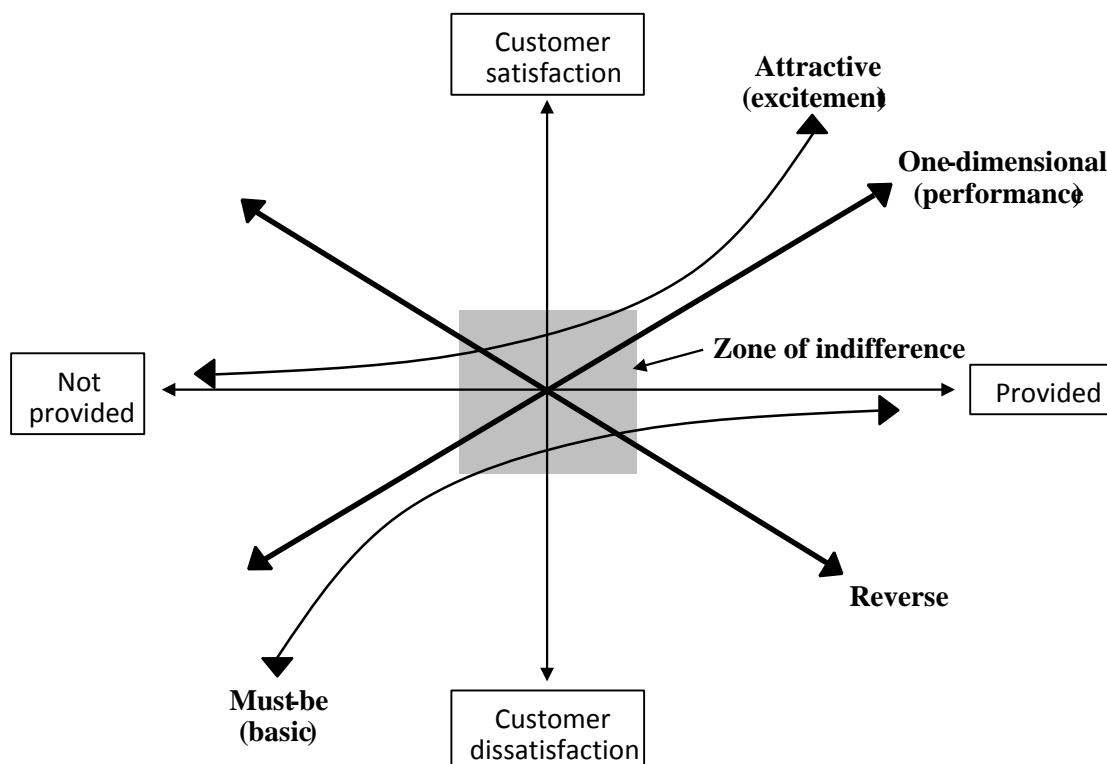 Customer
satisfaction
Attractive
(excitement)
One-dimensional
(performance)
Zone of indifference
Not
provided
Provided
Reverse
Must-be
(basic)
Customer
dissatisfaction